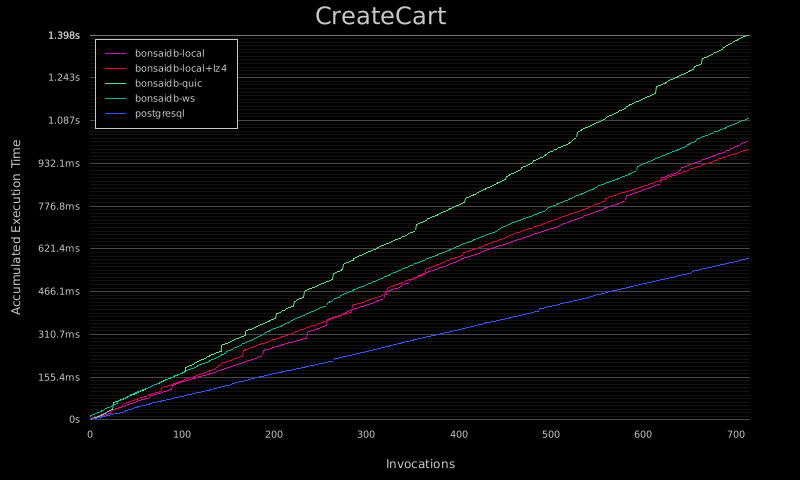 CreateCart
1.398s
1.243s
1.087s
932.1ms
776.8ms
621.4ms
466.1ms
310.7ms
155.4ms
0s
Accumulated Execution Time
bonsaidb-local
bonsaidb-local+lz4
bonsaidb-quic
bonsaidb-ws
postgresql
0 100 200 300 400 500 600 700
Invocations